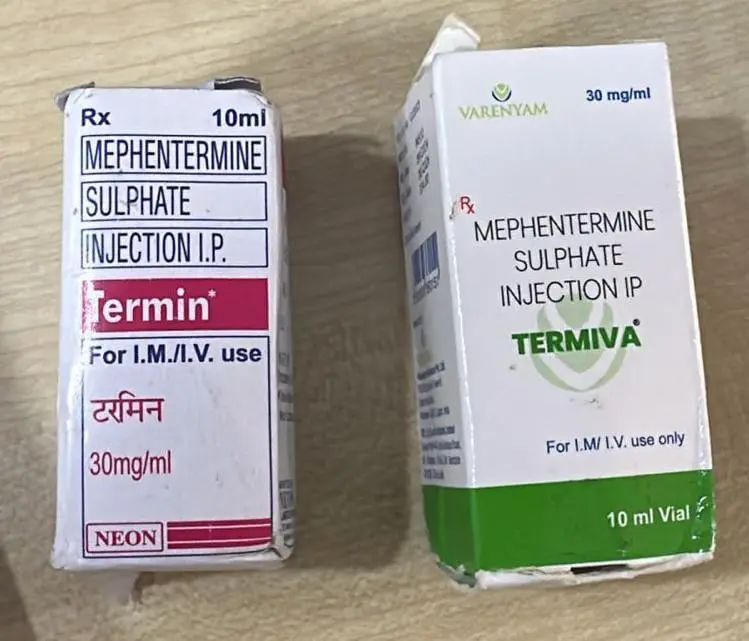 Rx 10ml
MEPHENTERMINE
SULPHATE
INJECTION I.P.
Termin*
For I.M./I.V. use
टरमिन
30mg/ml
NEON
VARENYAM
30 mg/ml
Rx
MEPHENTERMINE
SULPHATE
INJECTION IP
TERMIVA®
For I.M/ I.V. use only
10 ml Vial